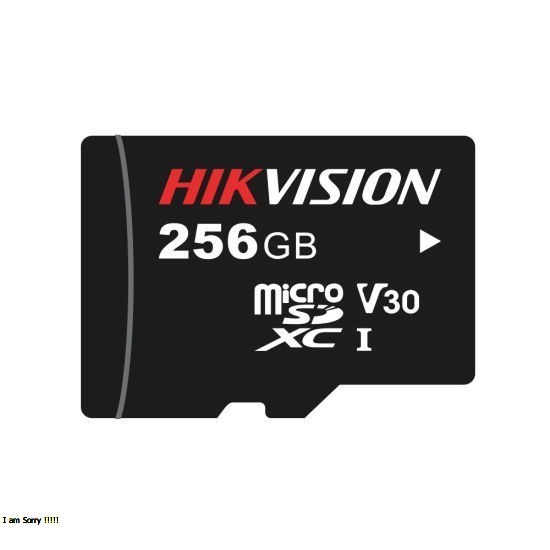 HIKVISION
256GB
micro V30
SD
XC I
I am Sorry !!!!!